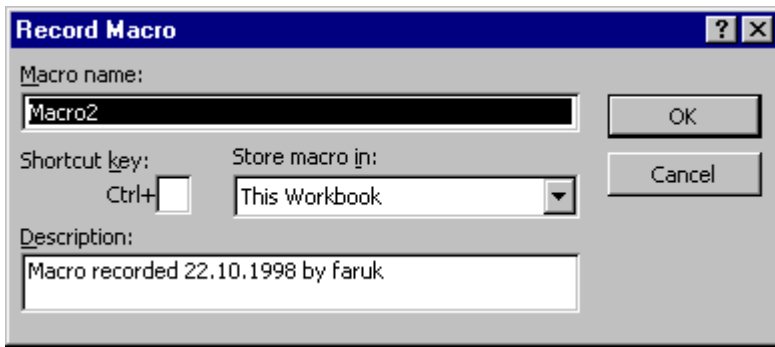 Record Macro
Macro name:
Macro2
OK
Shortcut key:
Store macro in:
Cancel
Ctrl+
This Workbook
Description:
Macro recorded 22.10.1998 by faruk